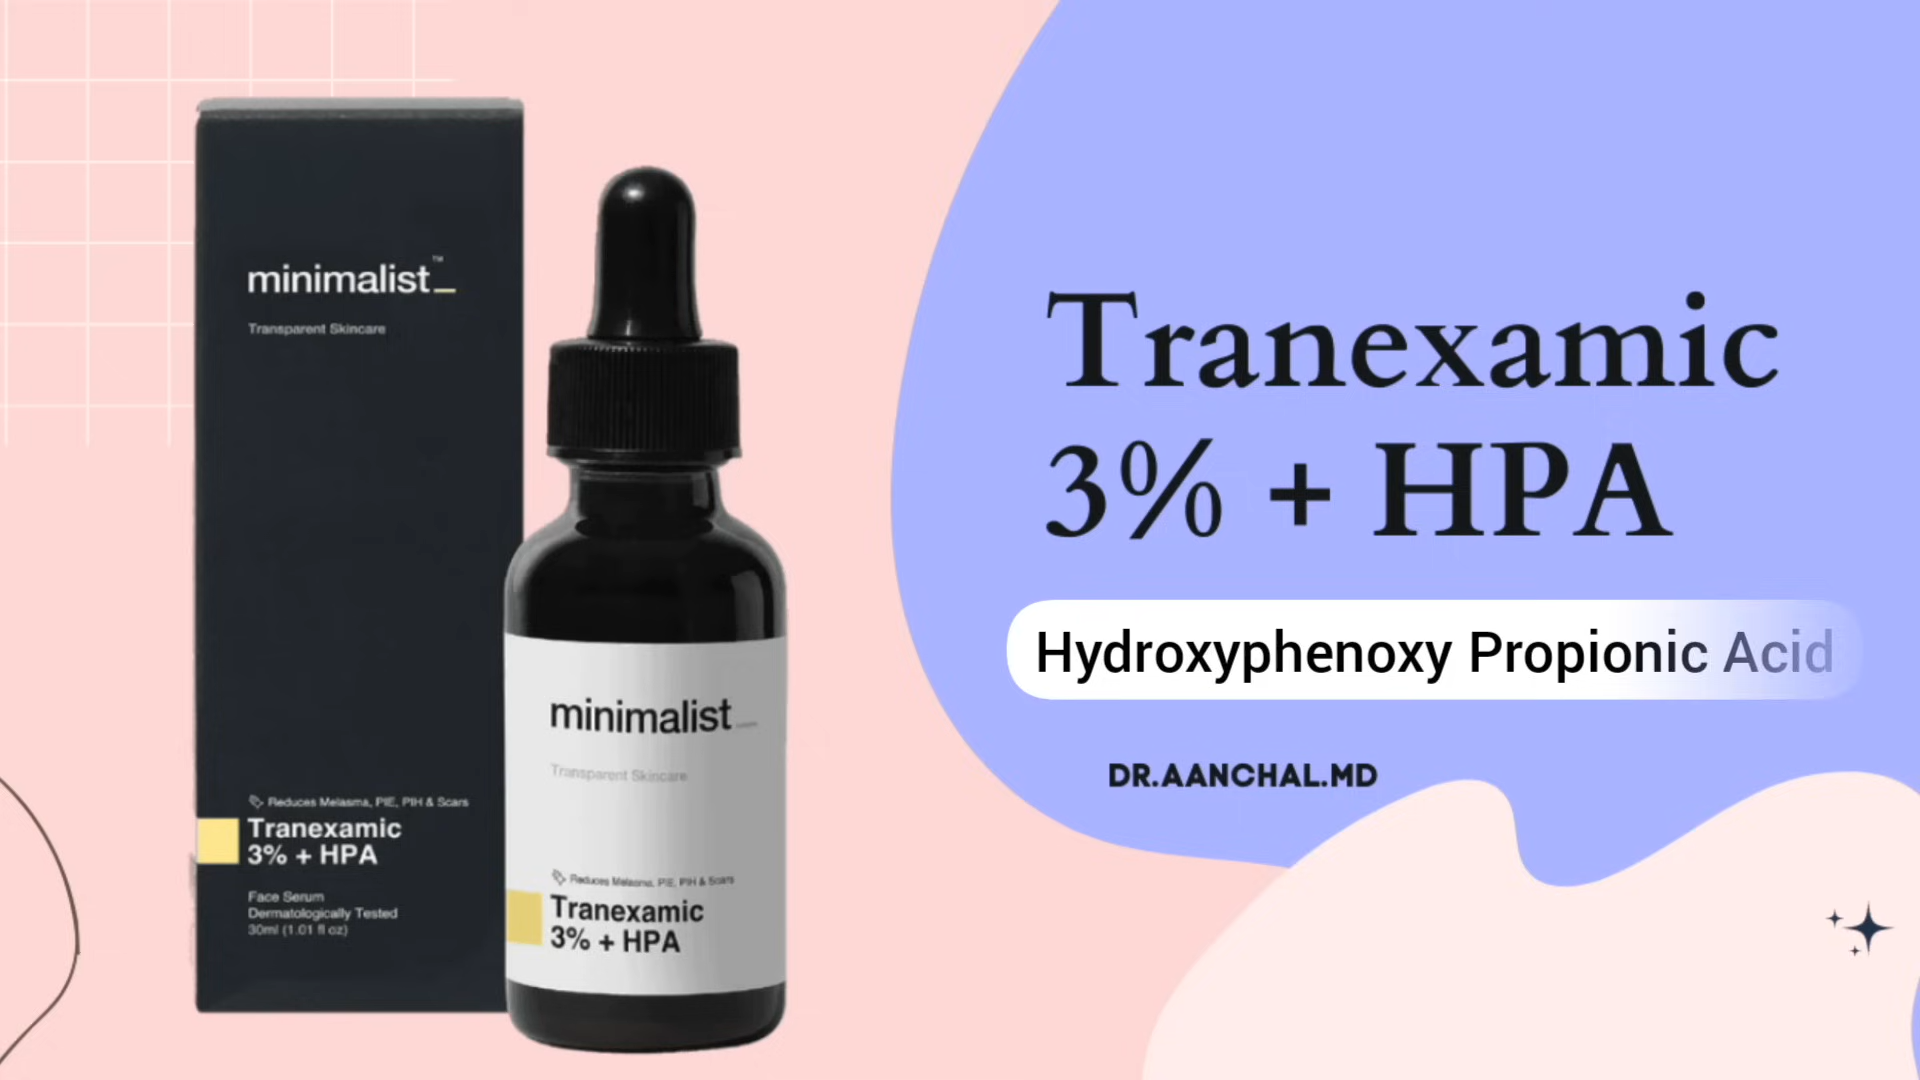 minimalist_™
Transparent Skincare
Reduces Melasma, PIE, PIH & Scars
Tranexamic
3% + HPA
Face Serum
Dermatologically Tested
30ml (1.01 fl oz)
minimalist
Transparent Skincare
Reduces Melasma, PIE, PIH & Scars
Tranexamic
3% + HPA
Tranexamic
3% + HPA
Hydroxyphenoxy Propionic Acid
DR.AANCHAL.MD